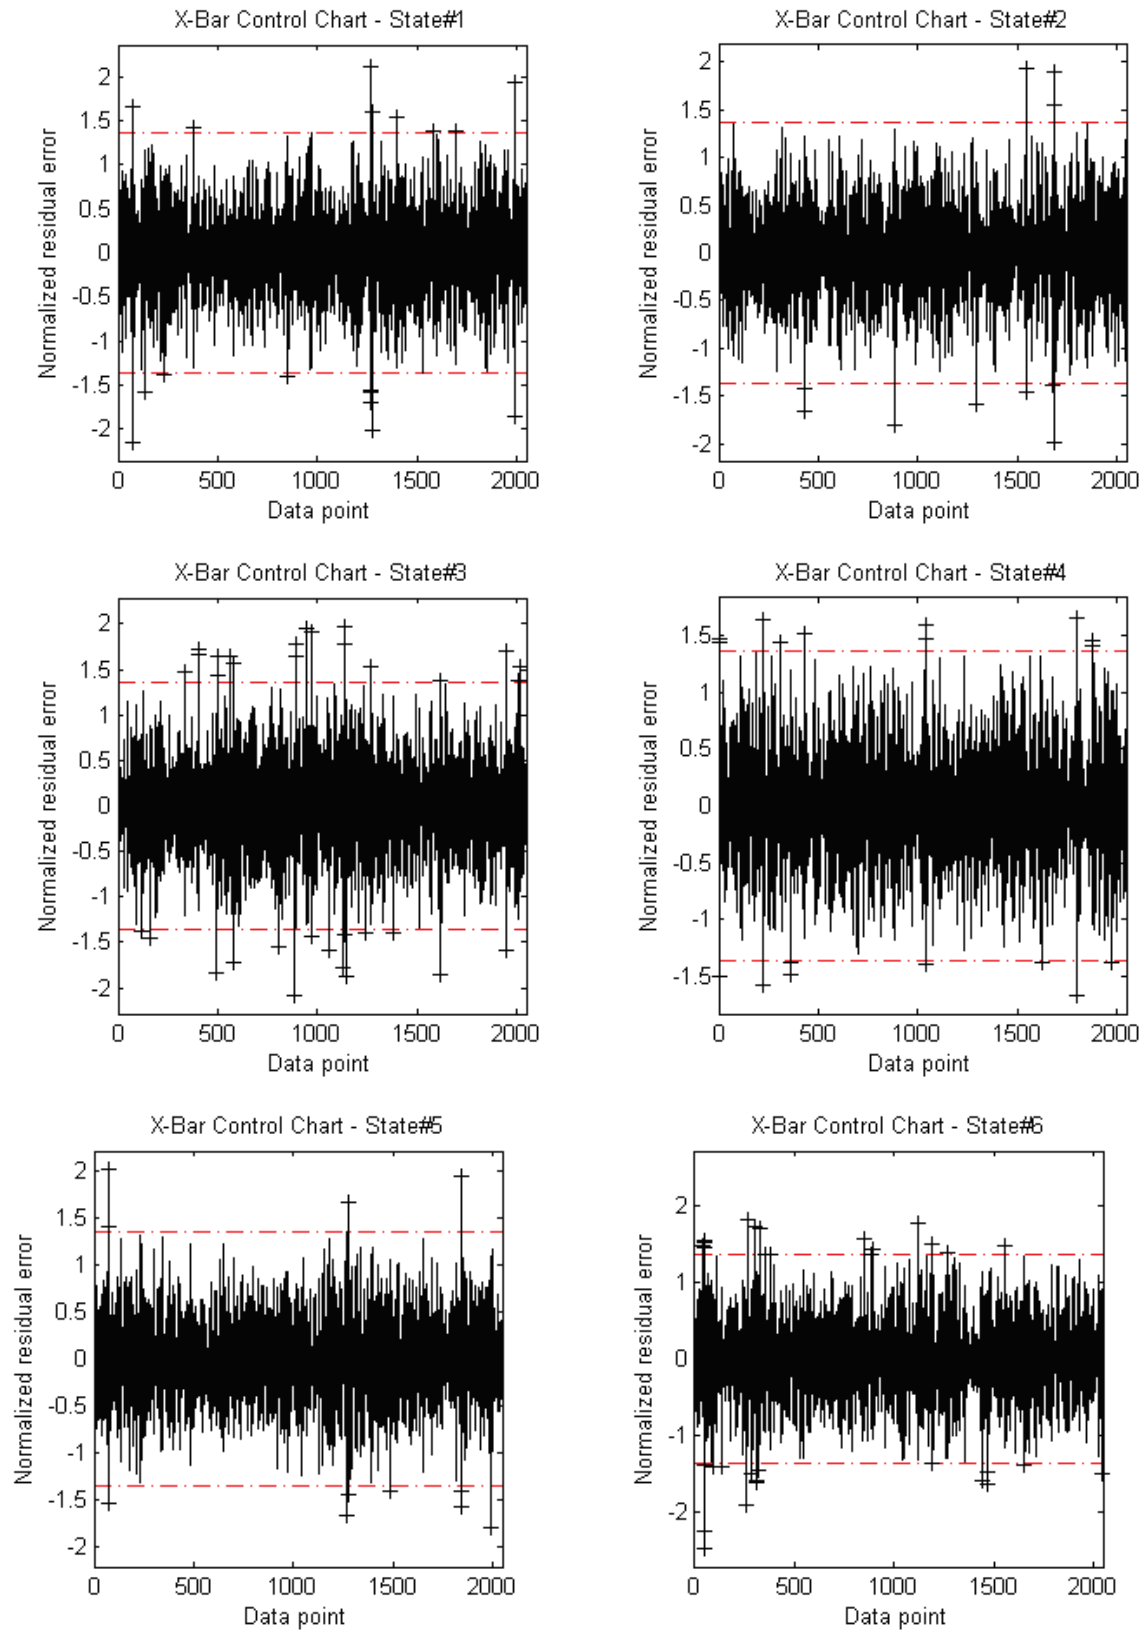 X-Bar Control Chart - State#1
X-Bar Control Chart - State#2
Normalized residual error
2
1.5
1
0.5
0
-0.5
-1
-1.5
-2
0 500 1000 1500 2000
Data point
Normalized residual error
2
1.5
1
0.5
0
-0.5
-1
-1.5
-2
0 500 1000 1500 2000
Data point
X-Bar Control Chart - State#3
X-Bar Control Chart - State#4
Normalized residual error
2
1.5
1
0.5
0
-0.5
-1
-1.5
-2
0 500 1000 1500 2000
Data point
Normalized residual error
1.5
1
0.5
0
-0.5
-1
-1.5
0 500 1000 1500 2000
Data point
X-Bar Control Chart - State#5
X-Bar Control Chart - State#6
Normalized residual error
2
1.5
1
0.5
0
-0.5
-1
-1.5
-2
0 500 1000 1500 2000
Data point
Normalized residual error
2
1
0
-1
-2
0 500 1000 1500 2000
Data point